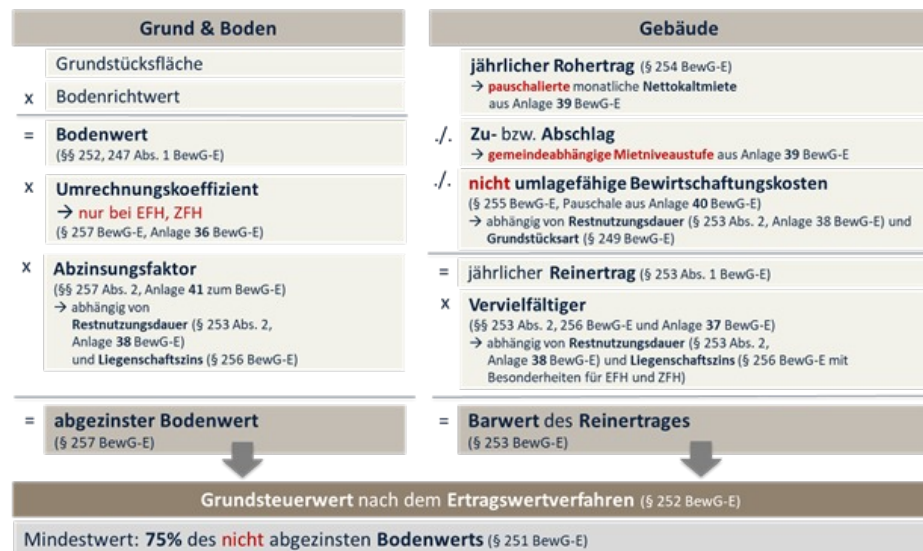 Grund & Boden
Grundstücksfläche
x Bodenrichtwert
= Bodenwert
(§§ 252, 247 Abs. 1 BewG-E)
x Umrechnungskoeffizient
→ nur bei EFH, ZFH
(§ 257 BewG-E, Anlage 36 BewG-E)
x Abzinsungsfaktor
(§§ 257 Abs. 2, Anlage 41 zum BewG-E)
→ abhängig von
Restnutzungsdauer (§ 253 Abs. 2,
Anlage 38 BewG-E)
und Liegenschaftszins (§ 256 BewG-E)
= abgezinster Bodenwert
(§ 257 BewG-E)
Gebäude
jährlicher Rohertrag (§ 254 BewG-E)
→ pauschalierte monatliche Nettokaltmiete
aus Anlage 39 BewG-E
./. Zu- bzw. Abschlag
→ gemeindeabhängige Mietniveaustufe aus Anlage 39 BewG-E
./. nicht umlagefähige Bewirtschaftungskosten
(§ 255 BewG-E, Pauschale aus Anlage 40 BewG-E)
→ abhängig von Restnutzungsdauer (§ 253 Abs. 2, Anlage 38 BewG-E) und
Grundstücksart (§ 249 BewG-E)
= jährlicher Reinertrag (§ 253 Abs. 1 BewG-E)
x Vervielfältiger
(§§ 253 Abs. 2, 256 BewG-E und Anlage 37 BewG-E)
→ abhängig von Restnutzungsdauer (§ 253 Abs. 2,
Anlage 38 BewG-E) und Liegenschaftszins (§ 256 BewG-E mit
Besonderheiten für EFH und ZFH)
= Barwert des Reinertrages
(§ 253 BewG-E)
Grundsteuerwert nach dem Ertragswertverfahren (§ 252 BewG-E)
Mindestwert: 75% des nicht abgezinsten Bodenwerts (§ 251 BewG-E)